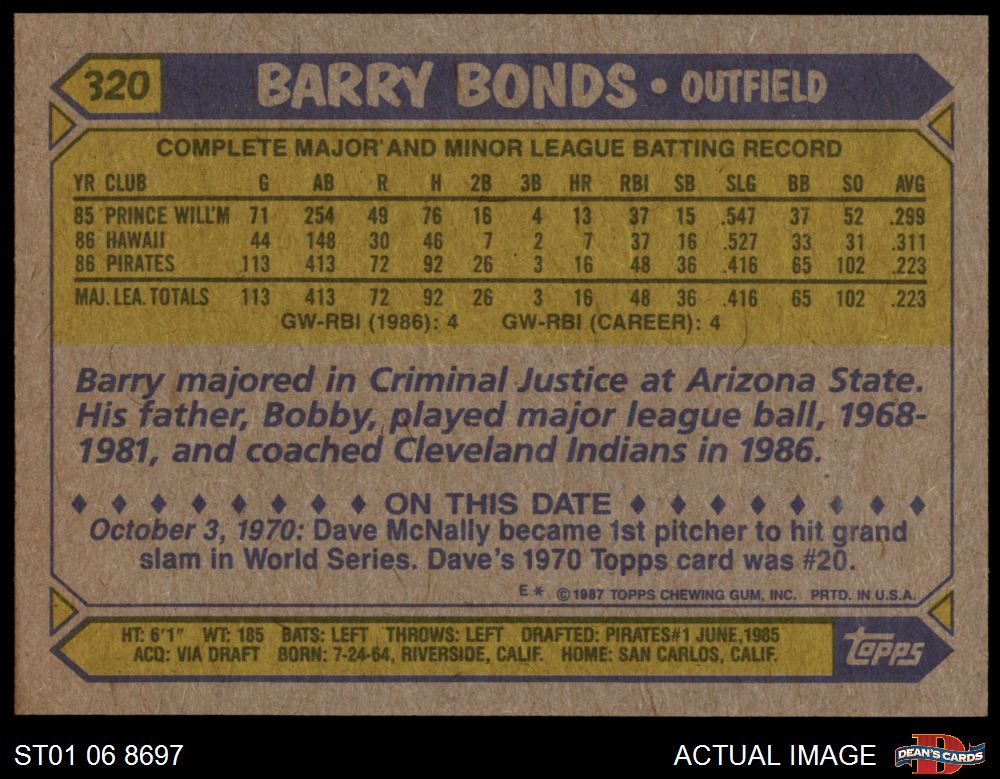 320 BARRY BONDS • OUTFIELD
COMPLETE MAJOR AND MINOR LEAGUE BATTING RECORD
YR CLUB G AB R H 2B 3B HR RBI SB SLG BB SO AVG
85 PRINCE WILL'M 71 254 49 76 16 4 13 37 15 .547 37 52 .299
86 HAWAII 44 148 30 46 7 2 7 37 16 .527 33 31 .311
86 PIRATES 113 413 72 92 26 3 16 48 36 .416 65 102 .223
MAJ. LEA. TOTALS 113 413 72 92 26 3 16 48 36 .416 65 102 .223
GW-RBI (1986): 4 GW-RBI (CAREER): 4
Barry majored in Criminal Justice at Arizona State.
His father, Bobby, played major league ball, 1968-
1981, and coached Cleveland Indians in 1986.
ON THIS DATE
October 3, 1970: Dave McNally became 1st pitcher to hit grand
slam in World Series. Dave's 1970 Topps card was #20.
E* © 1987 TOPPS CHEWING GUM, INC. PRTD. IN U.S.A.
HT: 6'1" WT: 185 BATS: LEFT THROWS: LEFT DRAFTED: PIRATES #1 JUNE, 1985
ACQ: VIA DRAFT BORN: 7-24-64, RIVERSIDE, CALIF. HOME: SAN CARLOS, CALIF.
topps
ST01 06 8697 ACTUAL IMAGE DEAN'S CARDS